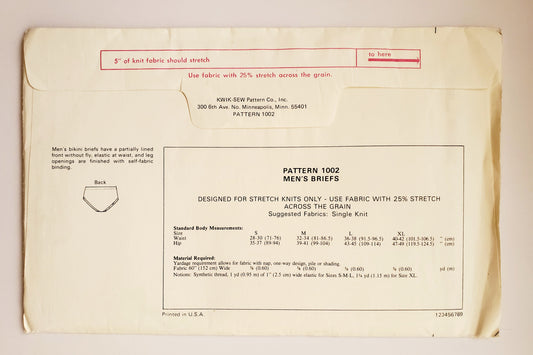 5" of knit fabric should stretch
to here
Use fabric with 25% stretch across the grain.
KWIK-SEW Pattern Co., Inc.
300 6th Ave. No. Minneapolis, Minn. 55401
PATTERN 1002
Men's bikini briefs have a partially lined
front without fly; elastic at waist, and leg
openings are finished with self-fabric
binding.
Back
PATTERN 1002
MEN'S BRIEFS
DESIGNED FOR STRETCH KNITS ONLY - USE FABRIC WITH 25% STRETCH
ACROSS THE GRAIN
Suggested Fabrics: Single Knit
Standard Body Measurements:
Size S M L XL
Waist 28-30 (71-76) 32-34 (81-86.5) 36-38 (91.5-96.5) 40-42 (101.5-106.5) " (cm)
Hip 35-37 (89-94) 39-41 (99-104) 43-45 (109-114) 47-49 (119.5-124.5) " (cm)
Material Required:
Yardage requirement allows for fabric with nap, one-way design, pile or shading.
Fabric 60" (152 cm) Wide (0.60) (0.60) (0.60) (0.60) yd (m)
Notions: Synthetic thread, 1 yd (0.95 m) of 1" (2.5 cm) wide elastic for Sizes S-M-L, 1¼ yd (1.15 m) for Size XL.
Printed in U.S.A.
123456789